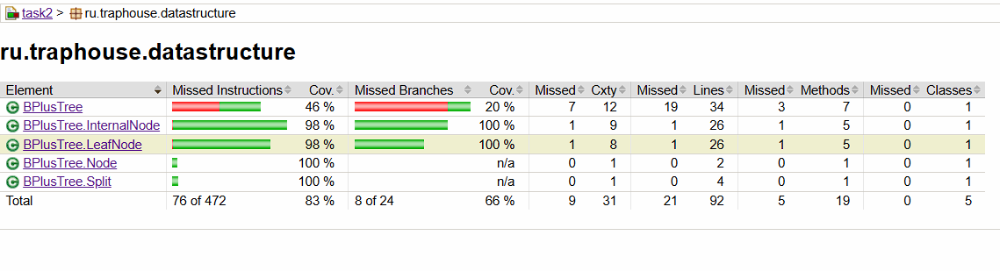 task2 > ru.traphouse.datastructure
ru.traphouse.datastructure
Element Missed Instructions Cov. Missed Branches Cov. Missed Cxty Missed Lines Missed Methods Missed Classes
BPlusTree 46 % 20 % 7 12 19 34 3 7 0 1
BPlusTree.InternalNode 98 % 100 % 1 9 1 26 1 5 0 1
BPlusTree.LeafNode 98 % 100 % 1 8 1 26 1 5 0 1
BPlusTree.Node 100 % n/a 0 1 0 2 0 1 0 1
BPlusTree.Split 100 % n/a 0 1 0 4 0 1 0 1
Total 76 of 472 83 % 8 of 24 66 % 9 31 21 92 5 19 0 5